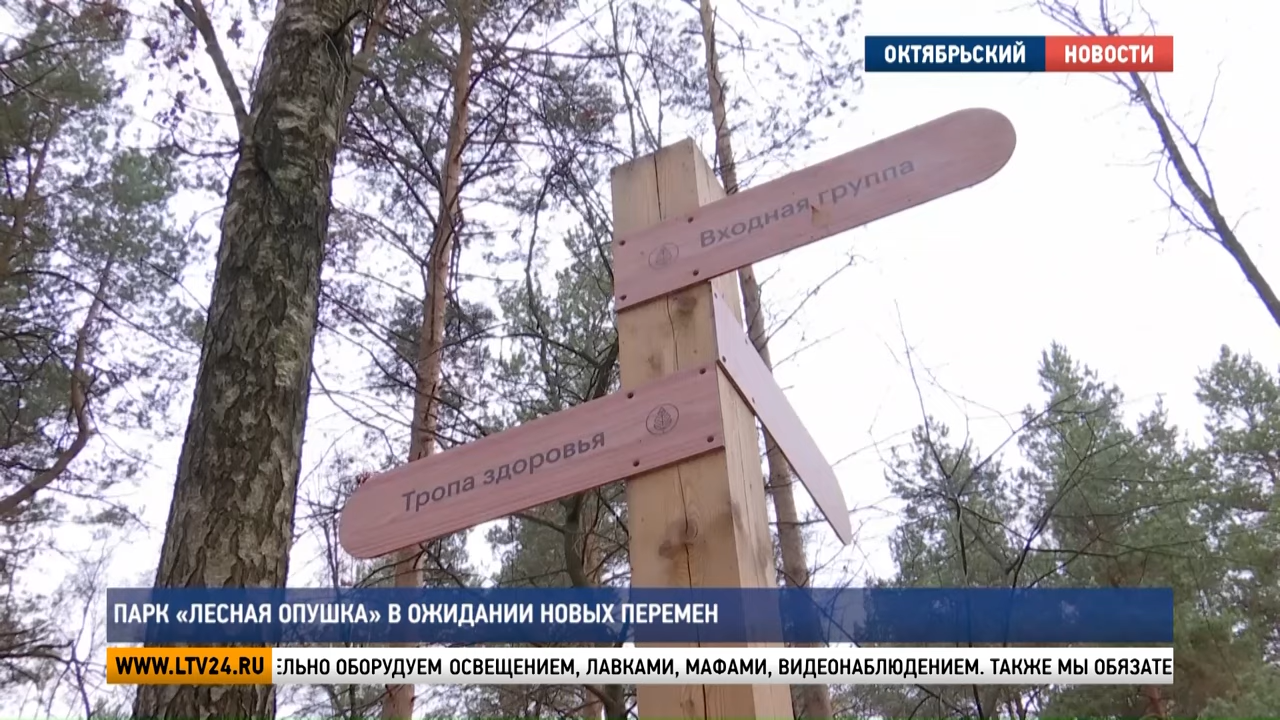 ОКТЯБРЬСКИЙ НОВОСТИ
Входная группа
Тропа здоровья
ПАРК «ЛЕСНАЯ ОПУШКА» В ОЖИДАНИИ НОВЫХ ПЕРЕМЕН
WWW.LTV24.RU ЕЛЬНО ОБОРУДУЕМ ОСВЕЩЕНИЕМ, ЛАВКАМИ, МАФАМИ, ВИДЕОНАБЛЮДЕНИЕМ. ТАКЖЕ МЫ ОБЯЗАТЕ